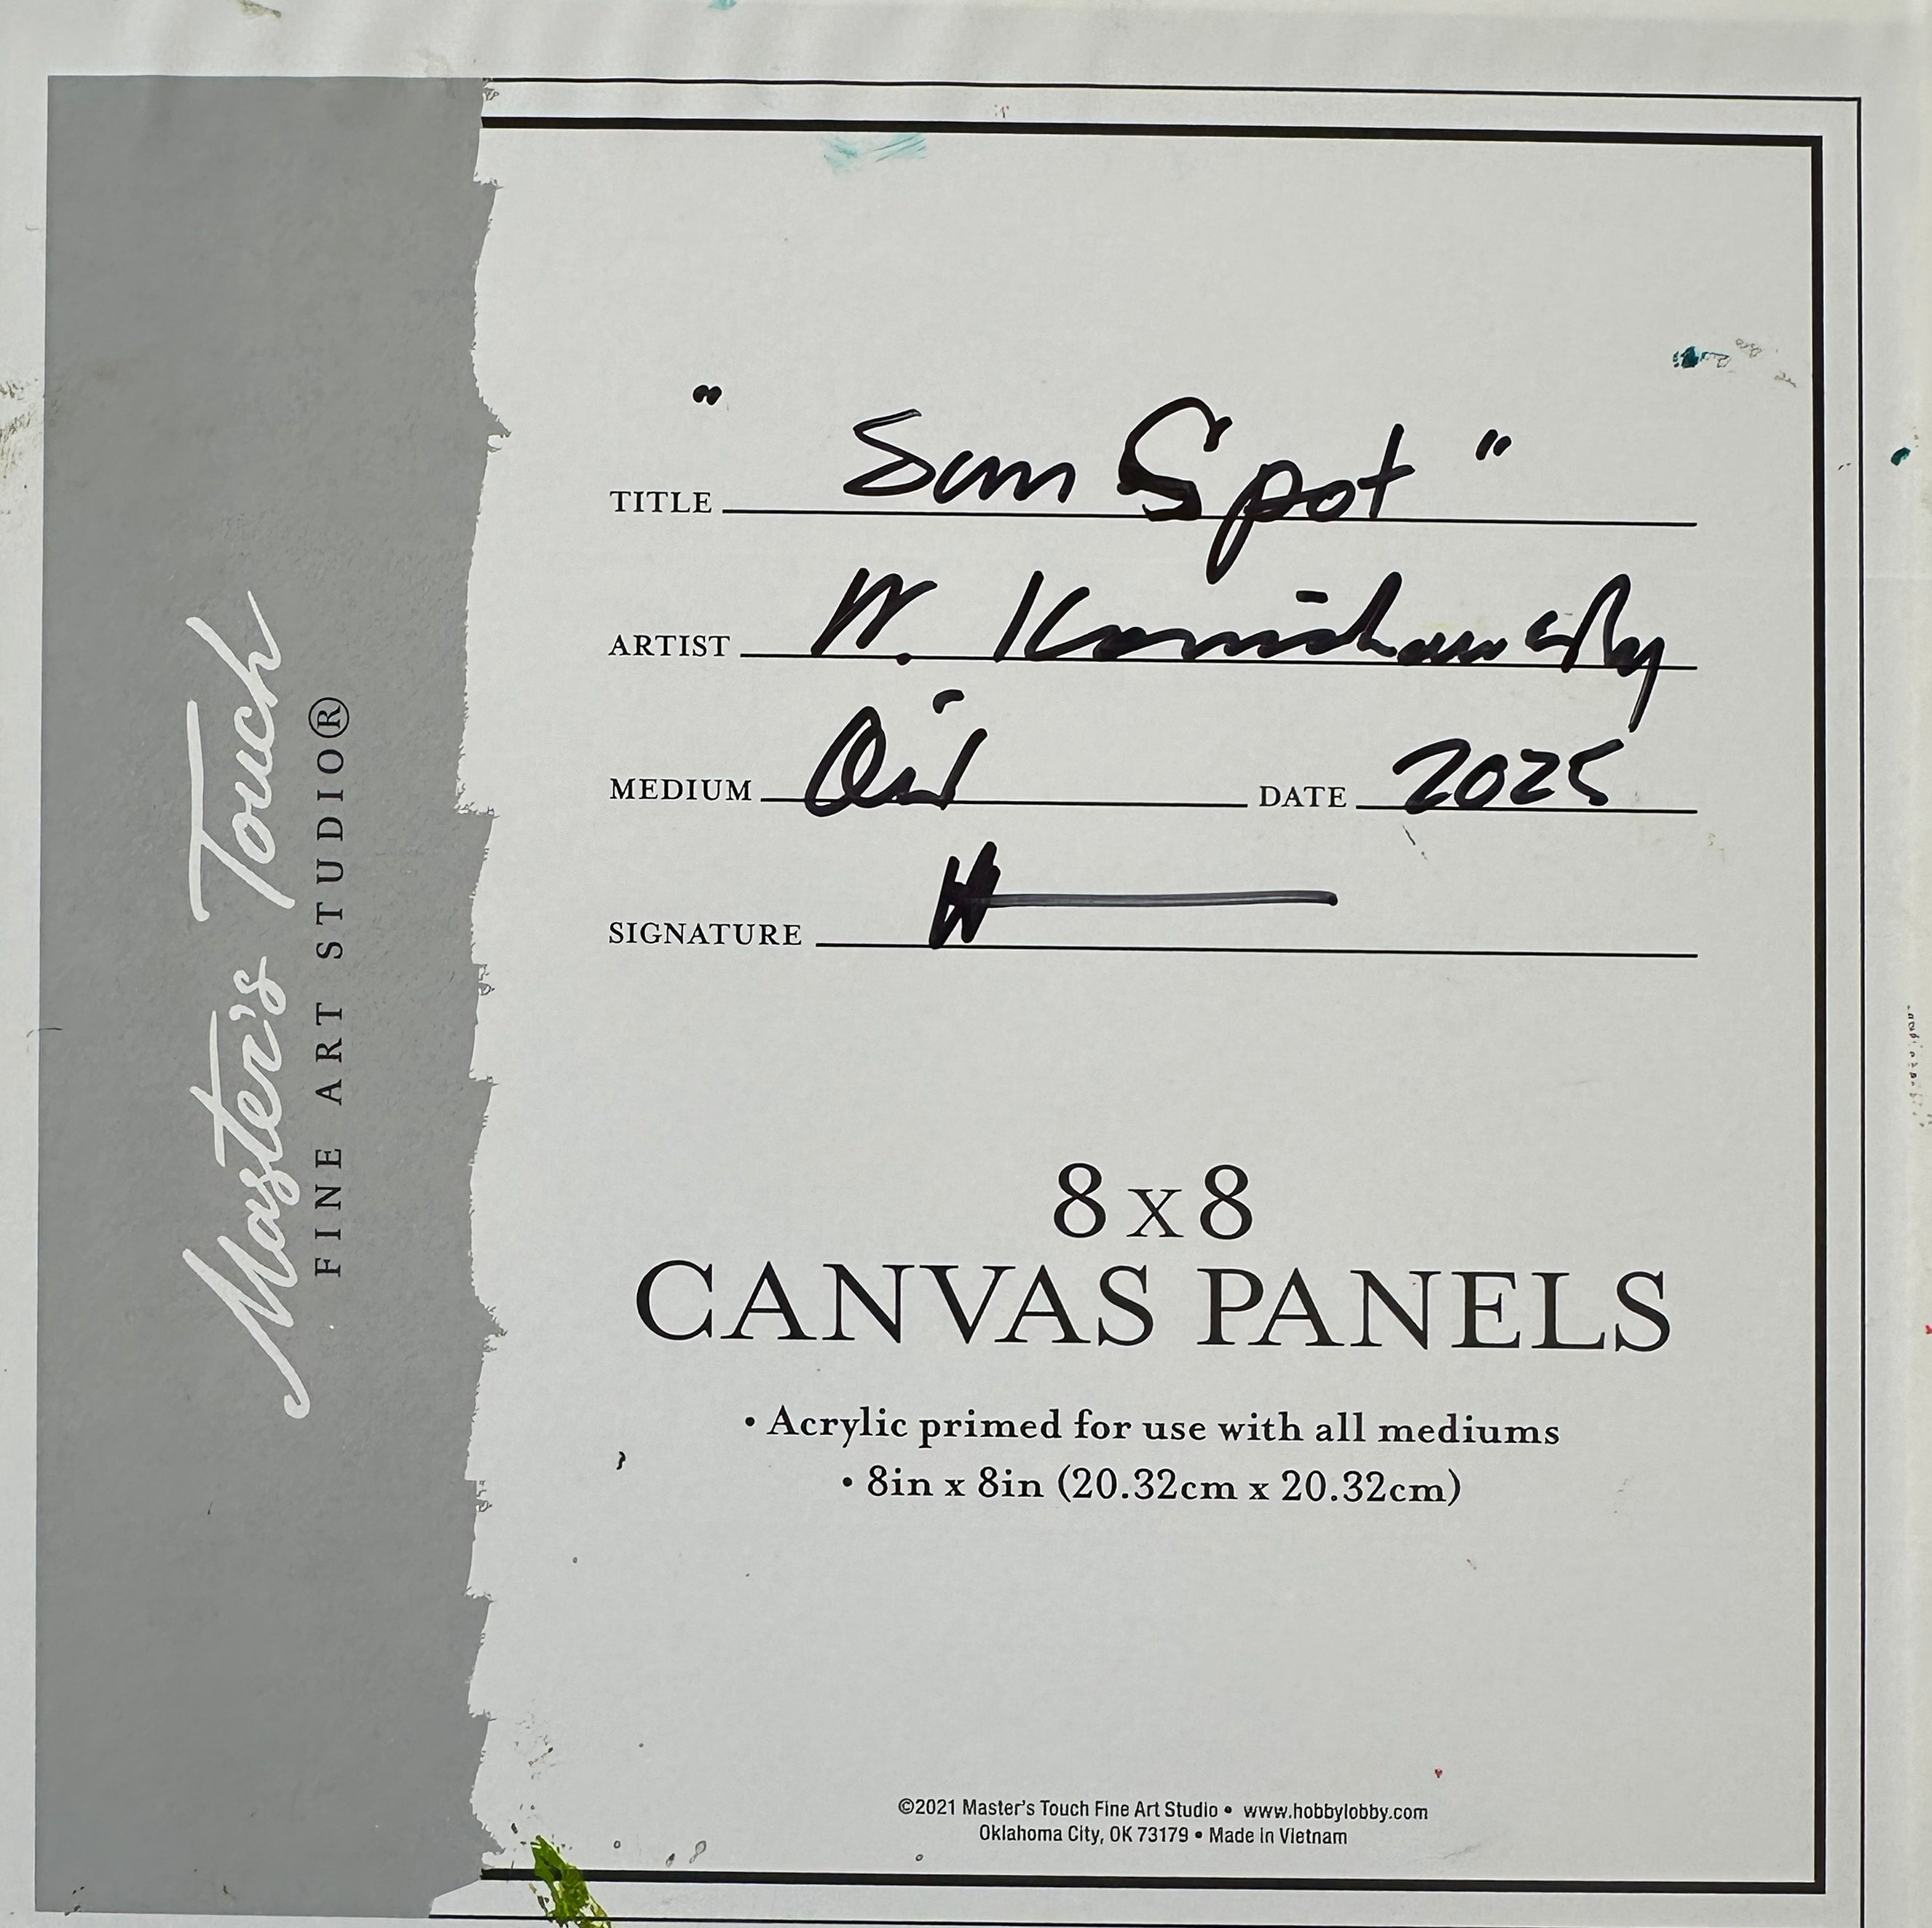 Master's Touch
FINE ART STUDIO®
TITLE "Sun Spot"
ARTIST W.
MEDIUM Oil DATE 2025
SIGNATURE
8 x 8
CANVAS PANELS
• Acrylic primed for use with all mediums
• 8in x 8in (20.32cm x 20.32cm)
©2021 Master's Touch Fine Art Studio • www.hobbylobby.com
Oklahoma City, OK 73179 • Made in Vietnam